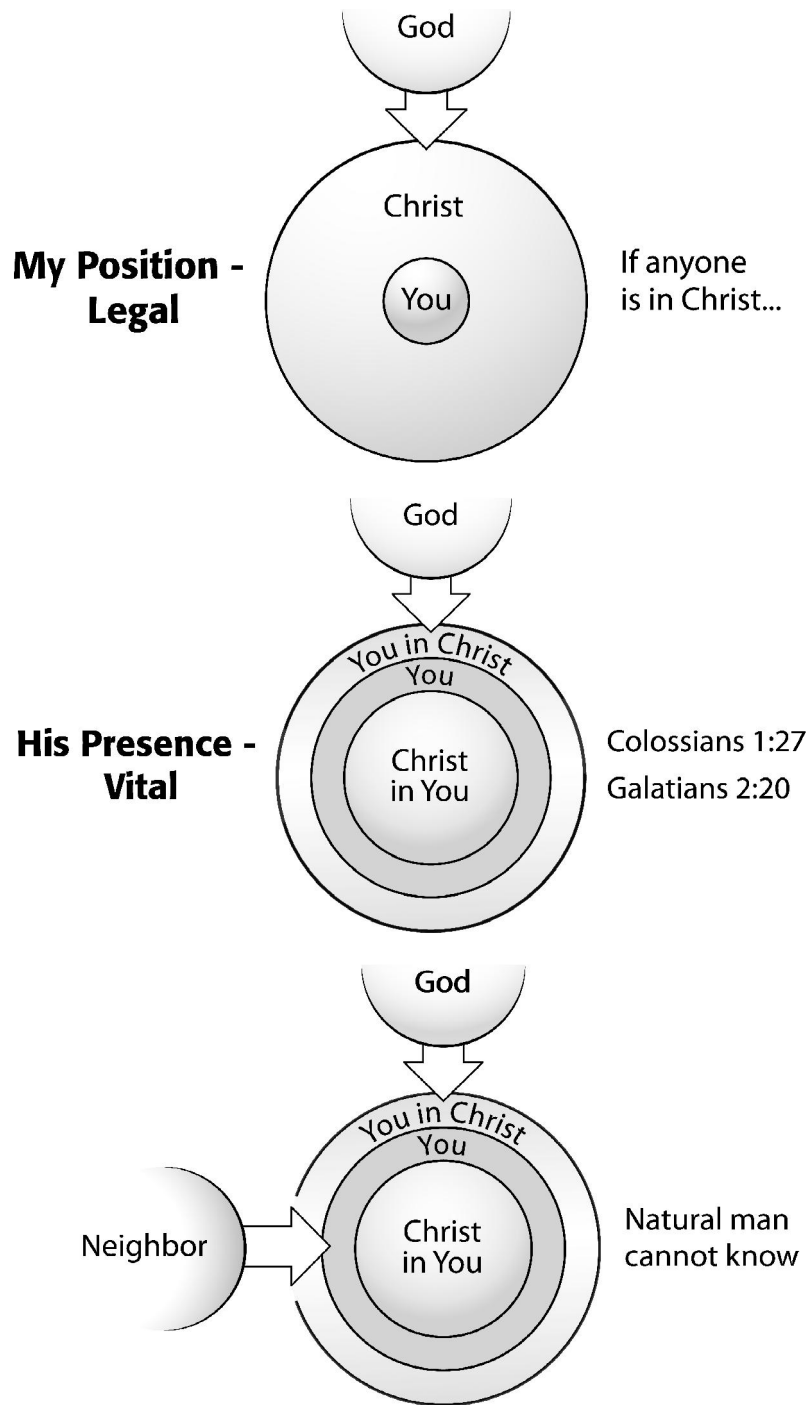 God
Christ
My Position -
Legal
You
If anyone
is in Christ...
God
You in Christ
You
His Presence -
Vital
Christ
in You
Colossians 1:27
Galatians 2:20
God
You in Christ
You
Neighbor
Christ
in You
Natural man
cannot know